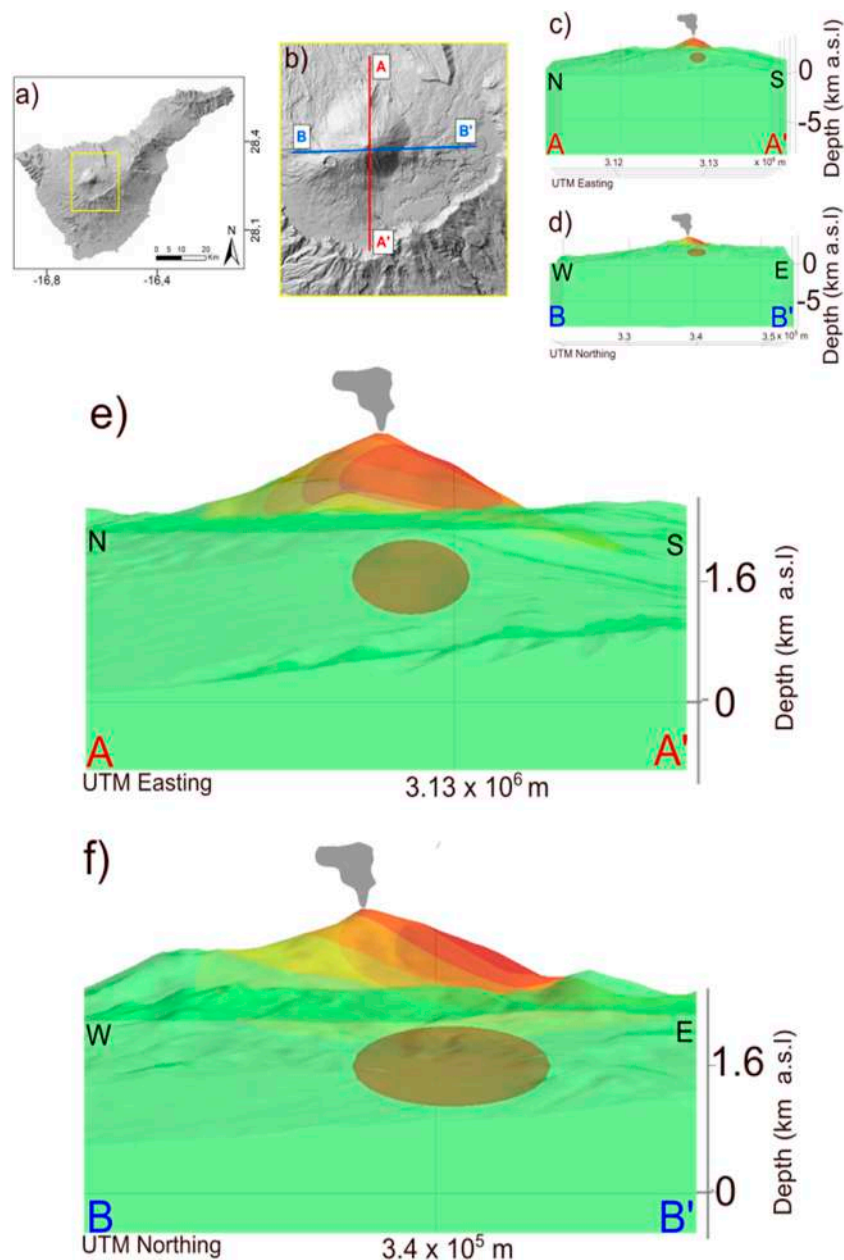 a)
28,4
28,1
N
0 5 10 20
Km
-16,8
-16,4
b)
A
B
B'
A'
c)
N
S
A
A'
0
-5
Depth (km a.s.l)
3.12
3.13
x 10⁶ m
UTM Easting
d)
W
E
B
B'
0
-5
Depth (km a.s.l)
3.3
3.4
3.5 x 10⁵ m
UTM Northing
e)
N
S
1.6
0
Depth (km a.s.l)
A
A'
UTM Easting
3.13 x 10⁶ m
f)
W
E
1.6
0
Depth (km a.s.l)
B
B'
UTM Northing
3.4 x 10⁵ m